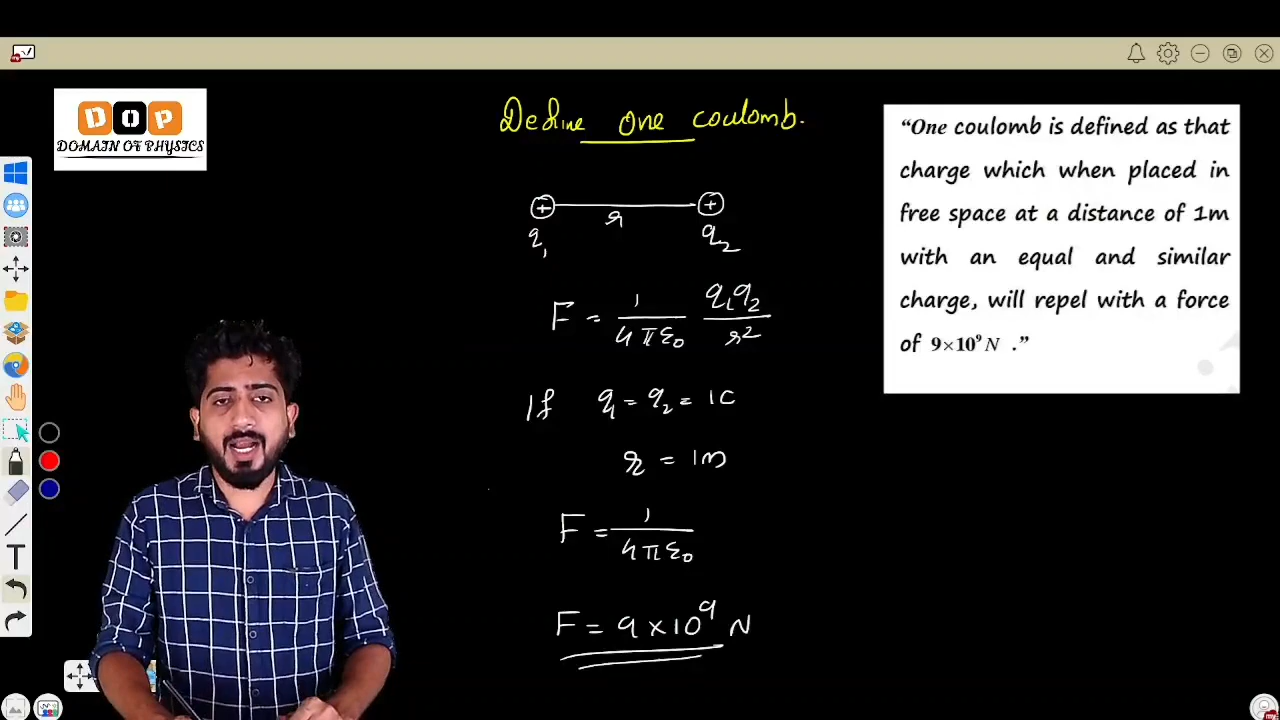 DOP
DOMAIN OF PHYSICS
Define One coulomb.
“One coulomb is defined as that
charge which when placed in
free space at a distance of 1m
with an equal and similar
charge, will repel with a force
of 9×10⁹ N .”
+ +
r
q₁ q₂
F = 1/4πε₀ q₁q₂/r²
If q₁ = q₂ = 1C
r = 1m
F = 1/4πε₀
F = 9 × 10⁹ N
T